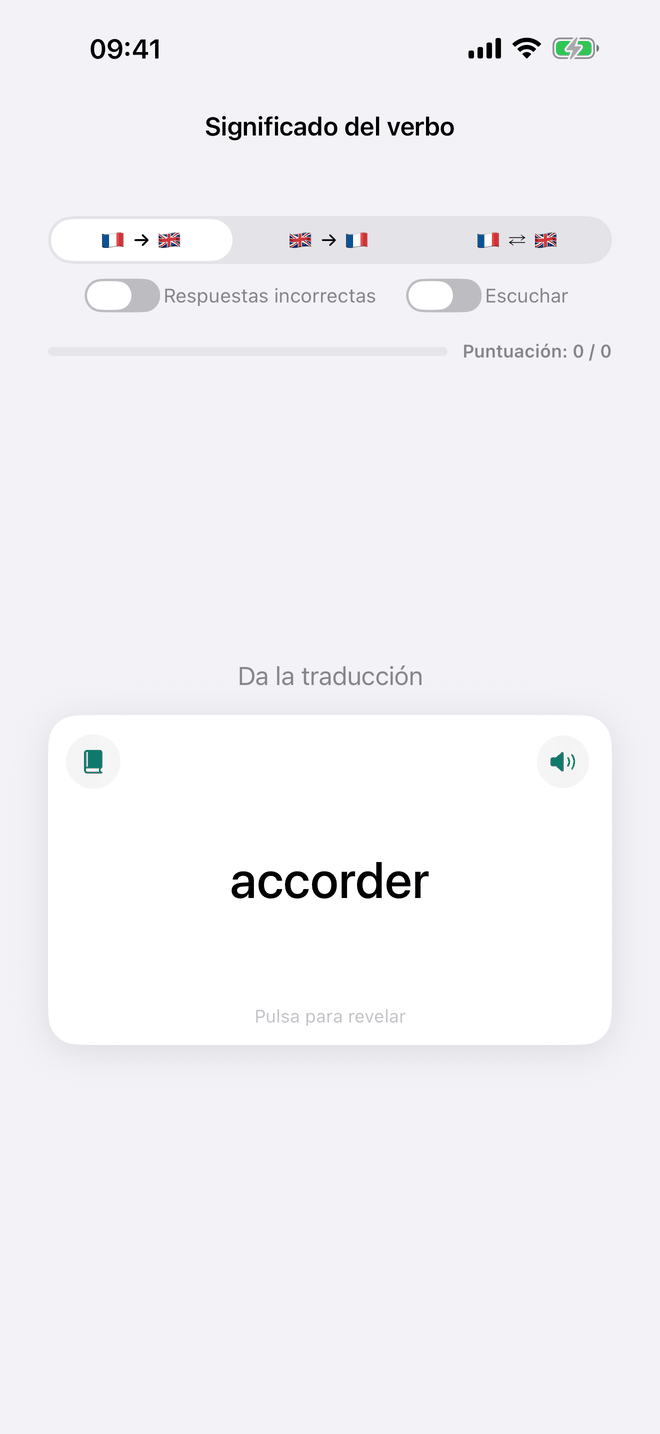 09:41
Significado del verbo
🇫🇷 → 🇬🇧 🇬🇧 → 🇫🇷 🇫🇷 ⇄ 🇬🇧
Respuestas incorrectas Escuchar
Puntuación: 0 / 0
Da la traducción
accorder
Pulsa para revelar